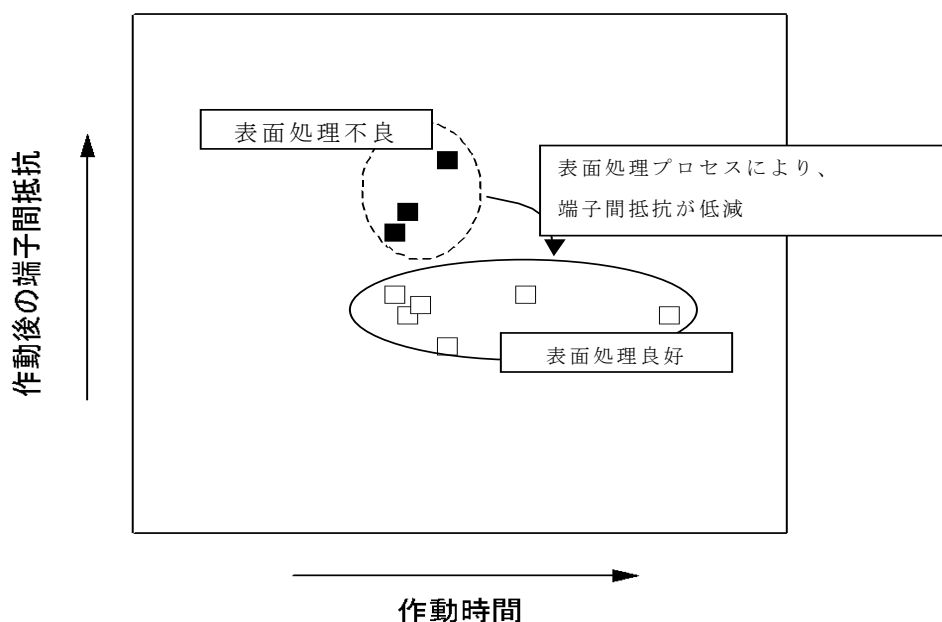 表面処理不良
表面処理プロセスにより、
端子間抵抗が低減
作動後の端子間抵抗
表面処理良好
作動時間